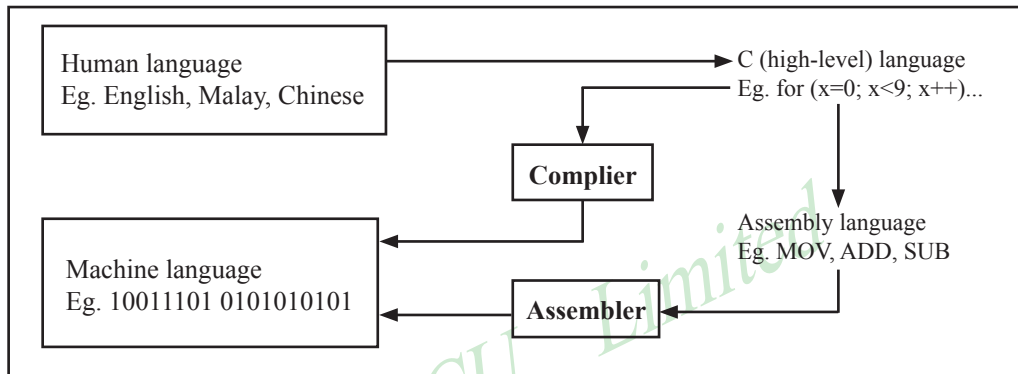 Human language
Eg. English, Malay, Chinese
C (high-level) language
Eg. for (x=0; x<9; x++)...
Complier
Assembly language
Eg. MOV, ADD, SUB
Machine language
Eg. 10011101 0101010101
Assembler
Limited